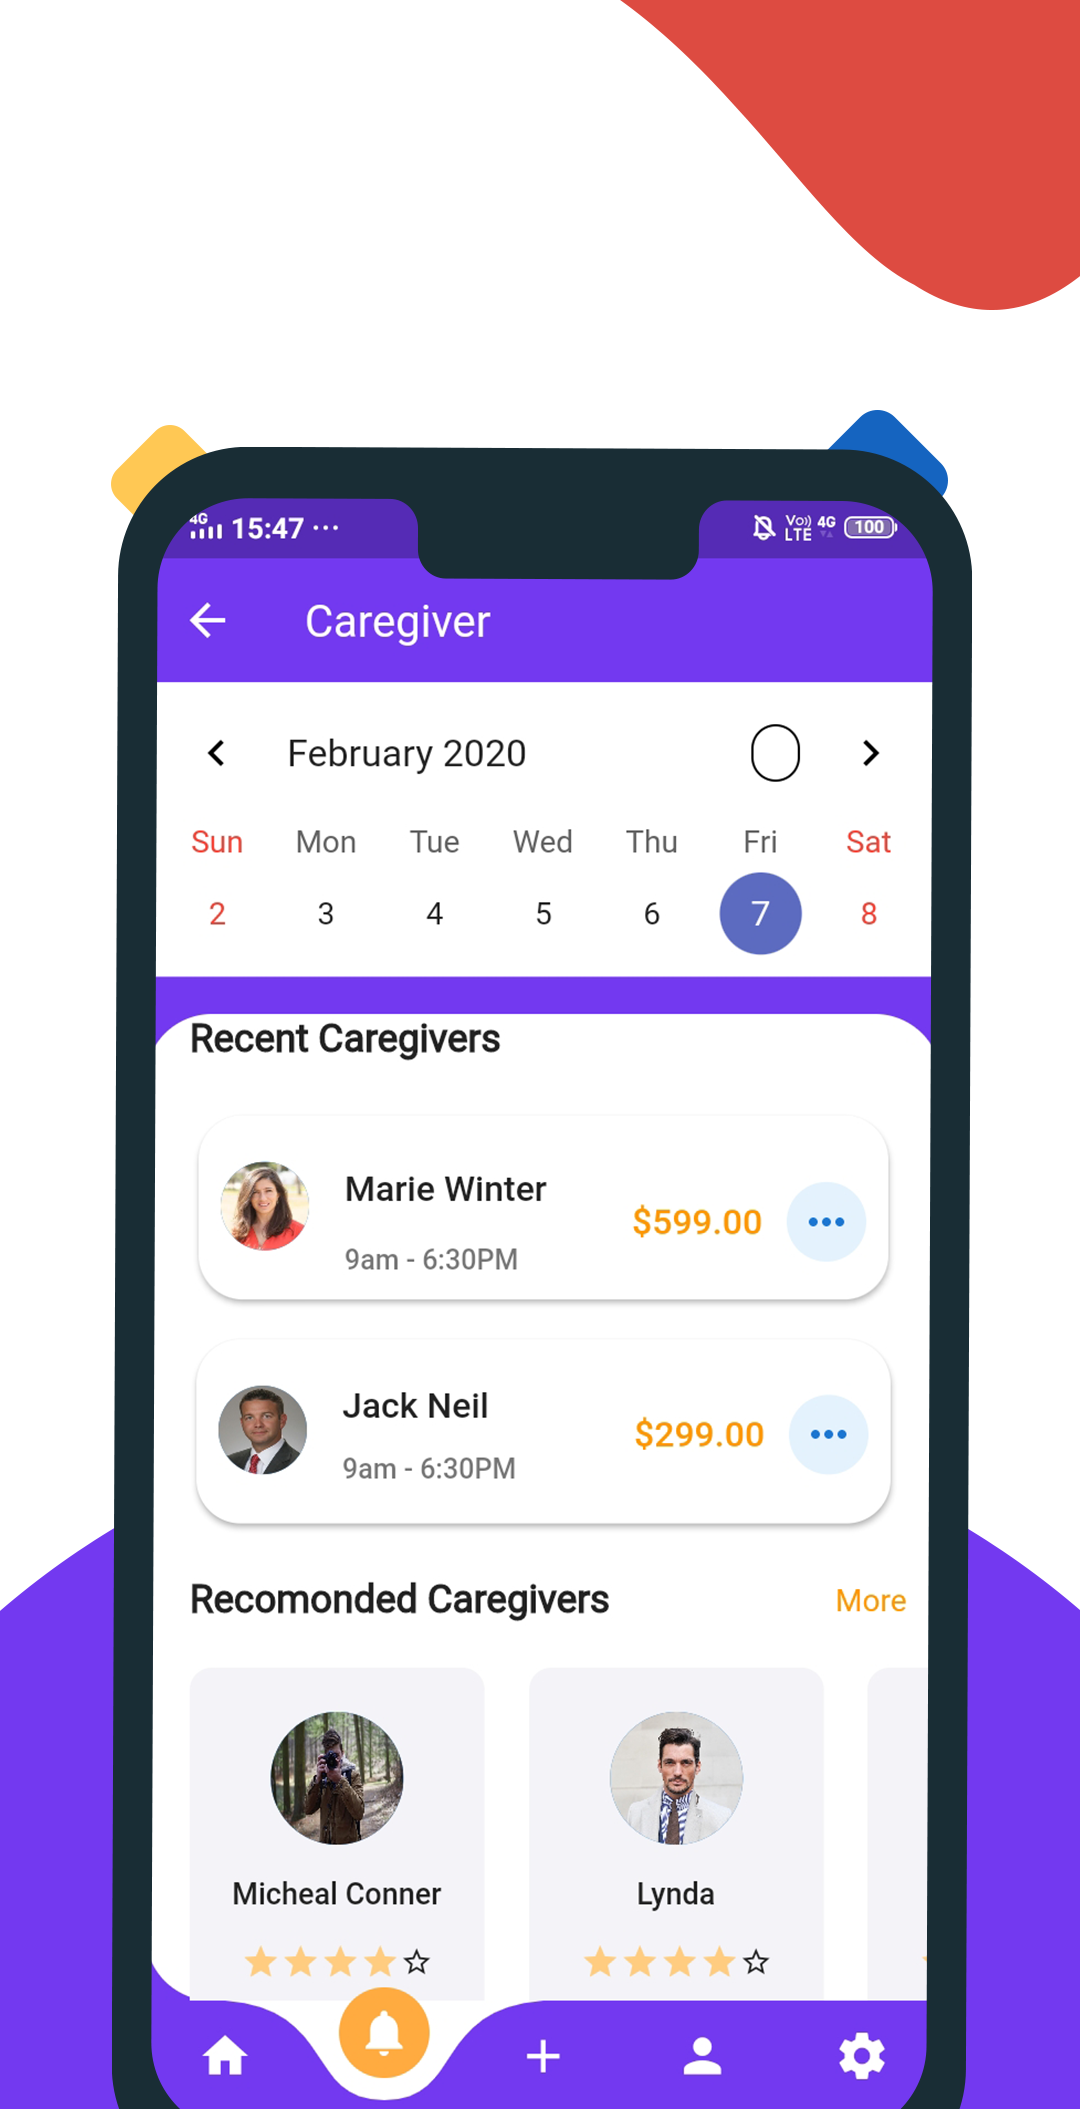 4G 15:47 ...
Vo)) LTE 4G 100
Caregiver
February 2020
Sun Mon Tue Wed Thu Fri Sat
2 3 4 5 6 7 8
Recent Caregivers
Marie Winter
$599.00
9am - 6:30PM
Jack Neil
$299.00
9am - 6:30PM
Recomonded Caregivers More
Micheal Conner Lynda